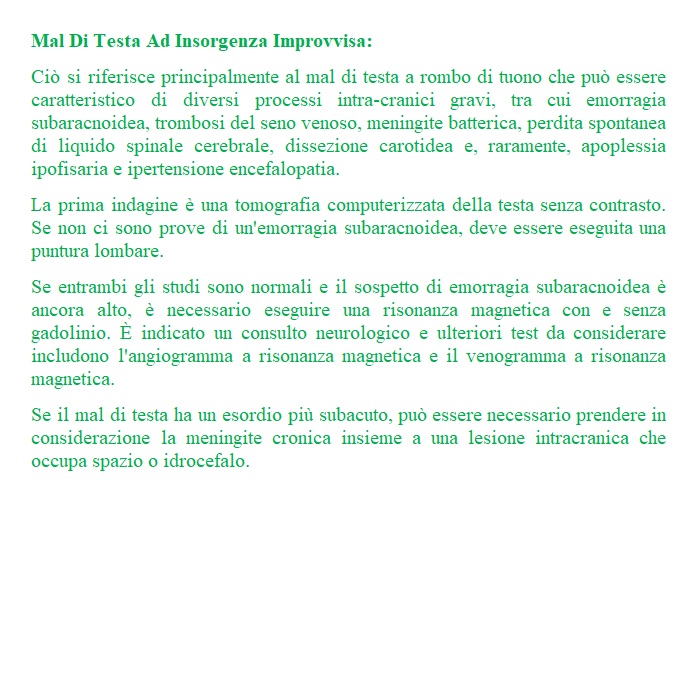 Mal Di Testa Ad Insorgenza Improvvisa:
Ciò si riferisce principalmente al mal di testa a rombo di tuono che può essere
caratteristico di diversi processi intra-cranici gravi, tra cui emorragia
subaracnoidea, trombosi del seno venoso, meningite batterica, perdita spontanea
di liquido spinale cerebrale, dissezione carotidea e, raramente, apoplessia
ipofisaria e ipertensione encefalopatia.
La prima indagine è una tomografia computerizzata della testa senza contrasto.
Se non ci sono prove di un'emorragia subaracnoidea, deve essere eseguita una
puntura lombare.
Se entrambi gli studi sono normali e il sospetto di emorragia subaracnoidea è
ancora alto, è necessario eseguire una risonanza magnetica con e senza
gadolinio. È indicato un consulto neurologico e ulteriori test da considerare
includono l'angiogramma a risonanza magnetica e il venogramma a risonanza
magnetica.
Se il mal di testa ha un esordio più subacuto, può essere necessario prendere in
considerazione la meningite cronica insieme a una lesione intracranica che
occupa spazio o idrocefalo.